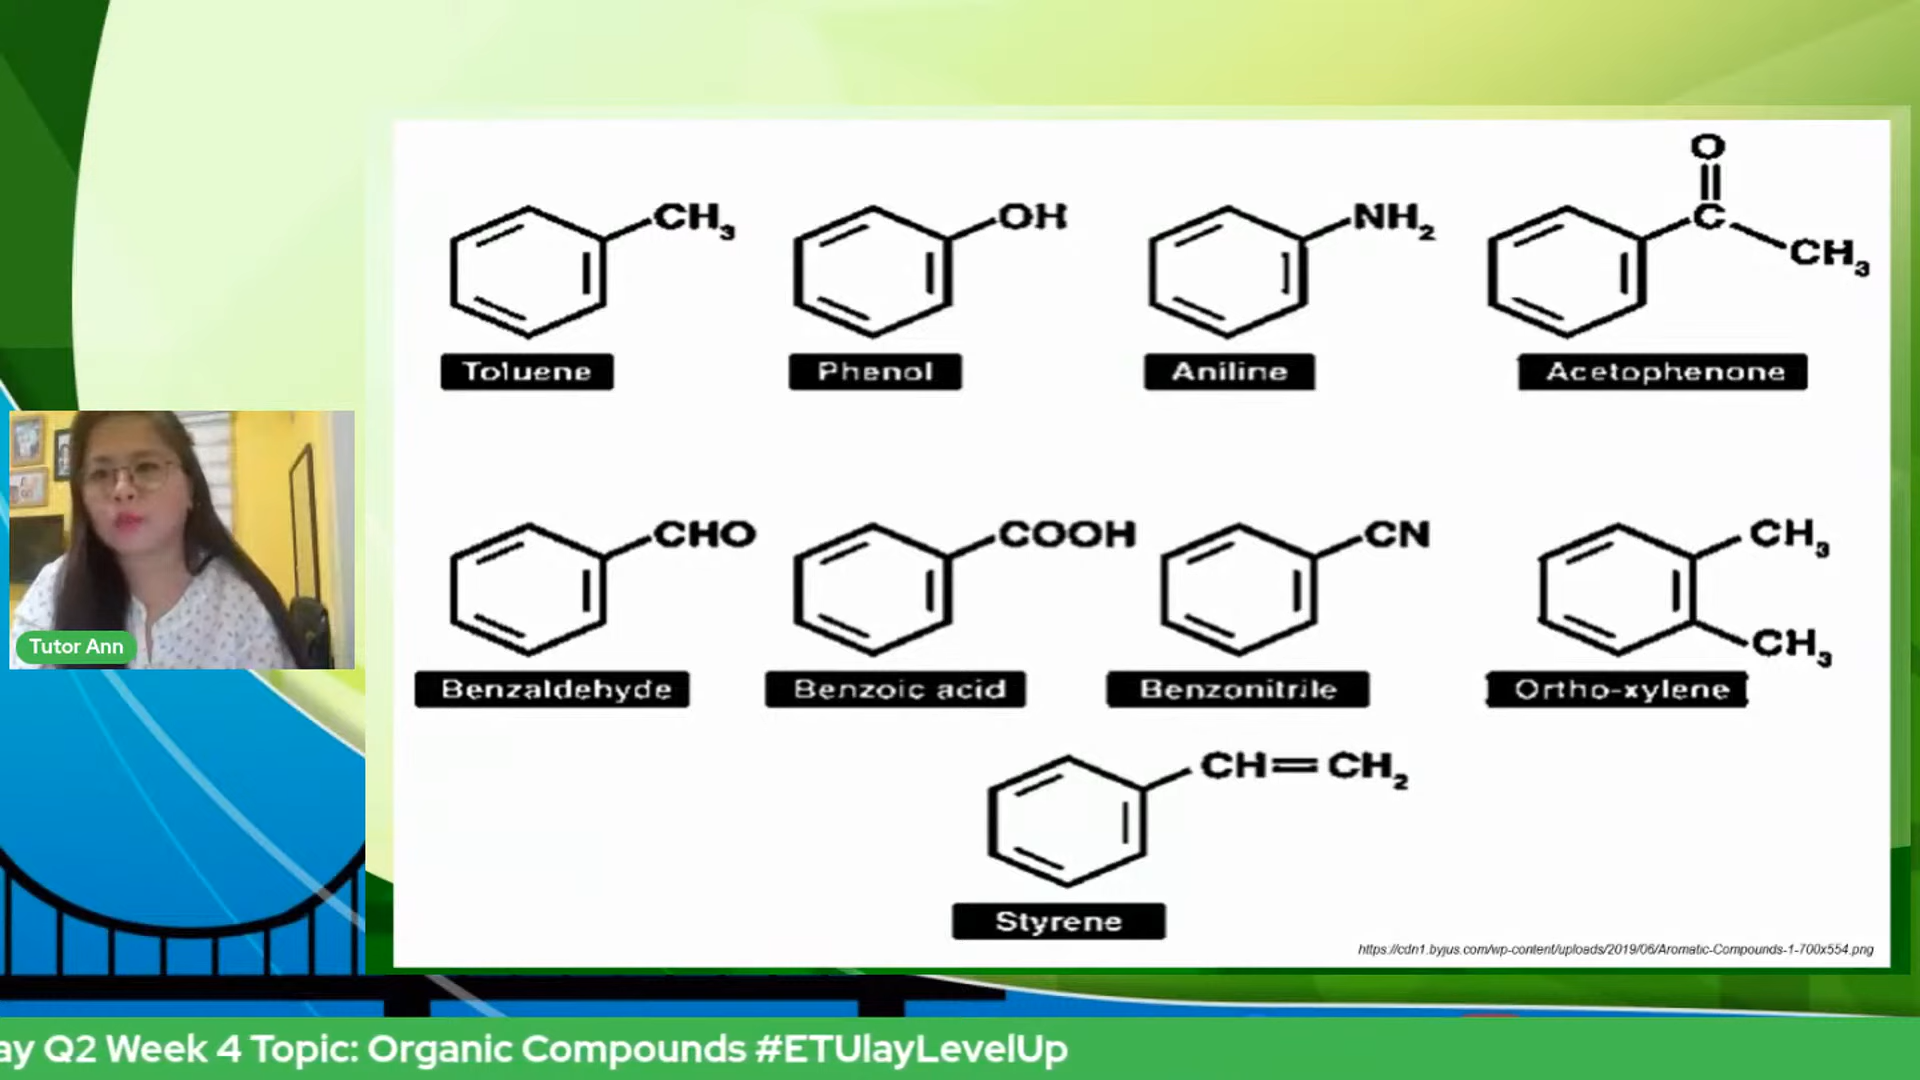 O
CH3
OH
NH2
C
CH3
Toluene
Phenol
Aniline
Acetophenone
CHO
COOH
CN
CH3
CH3
Benzaldehyde
Benzoic acid
Benzonitrile
Ortho-xylene
CH=CH2
Styrene
https://cdn1.byjus.com/wp-content/uploads/2019/06/Aromatic-Compounds-1-700x554.png
Tutor Ann
ay Q2 Week 4 Topic: Organic Compounds #ETUlayLevelUp